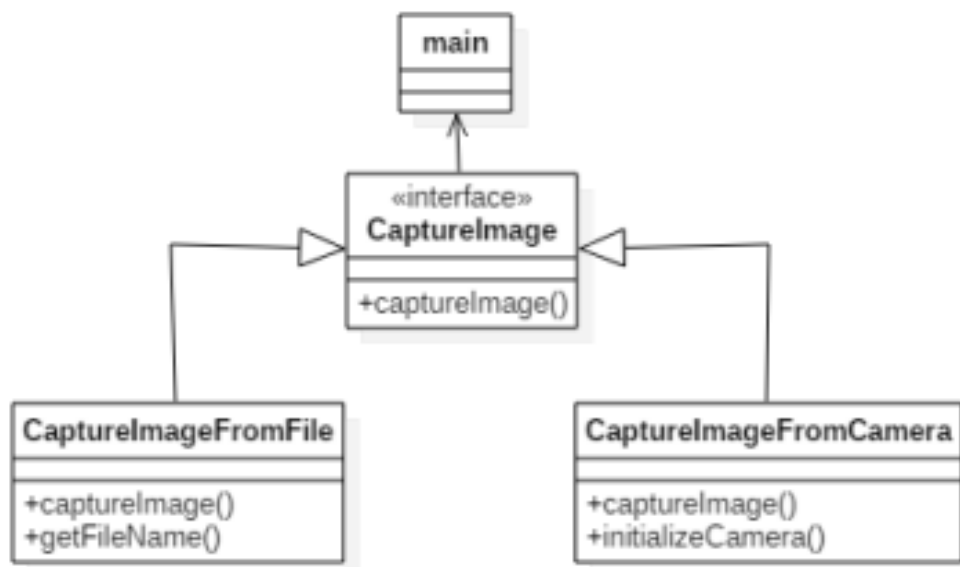 main
«interface»
CaptureImage
+captureImage()
CaptureImageFromFile
+captureImage()
+getFileName()
CaptureImageFromCamera
+captureImage()
+initializeCamera()